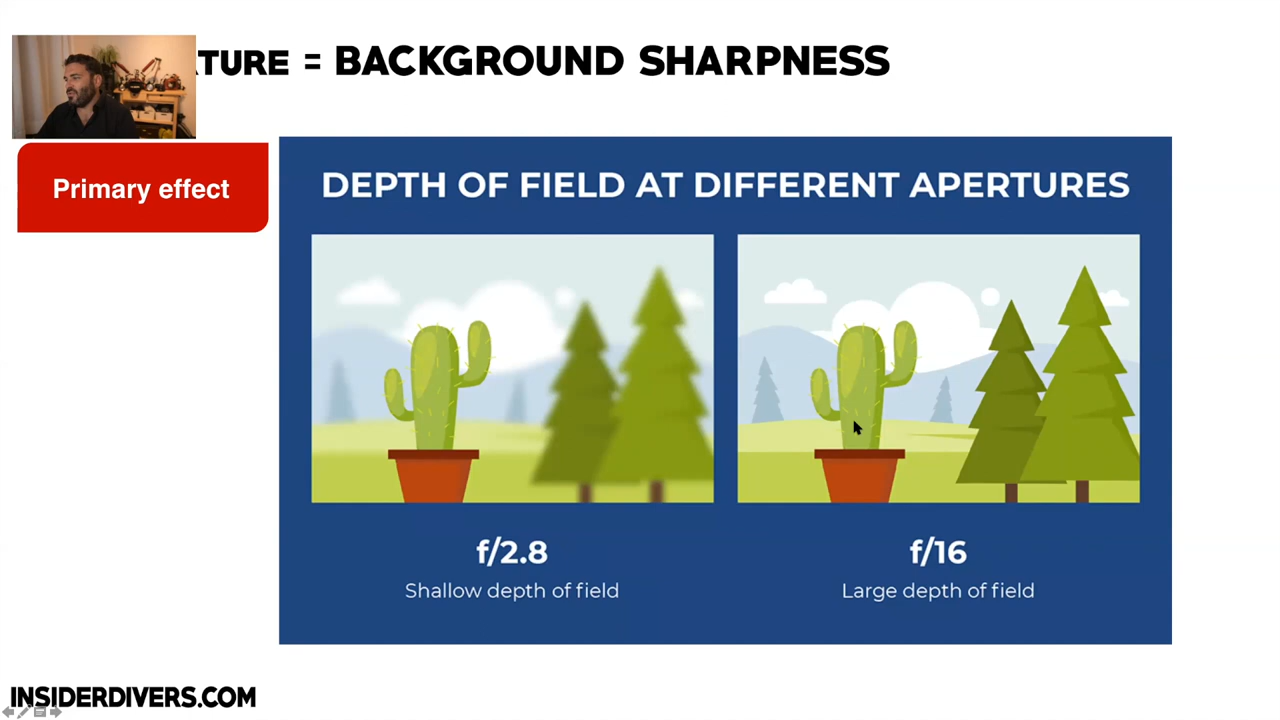 TURE = BACKGROUND SHARPNESS
Primary effect
DEPTH OF FIELD AT DIFFERENT APERTURES
f/2.8
f/16
Shallow depth of field
Large depth of field
INSIDERDIVERS.COM